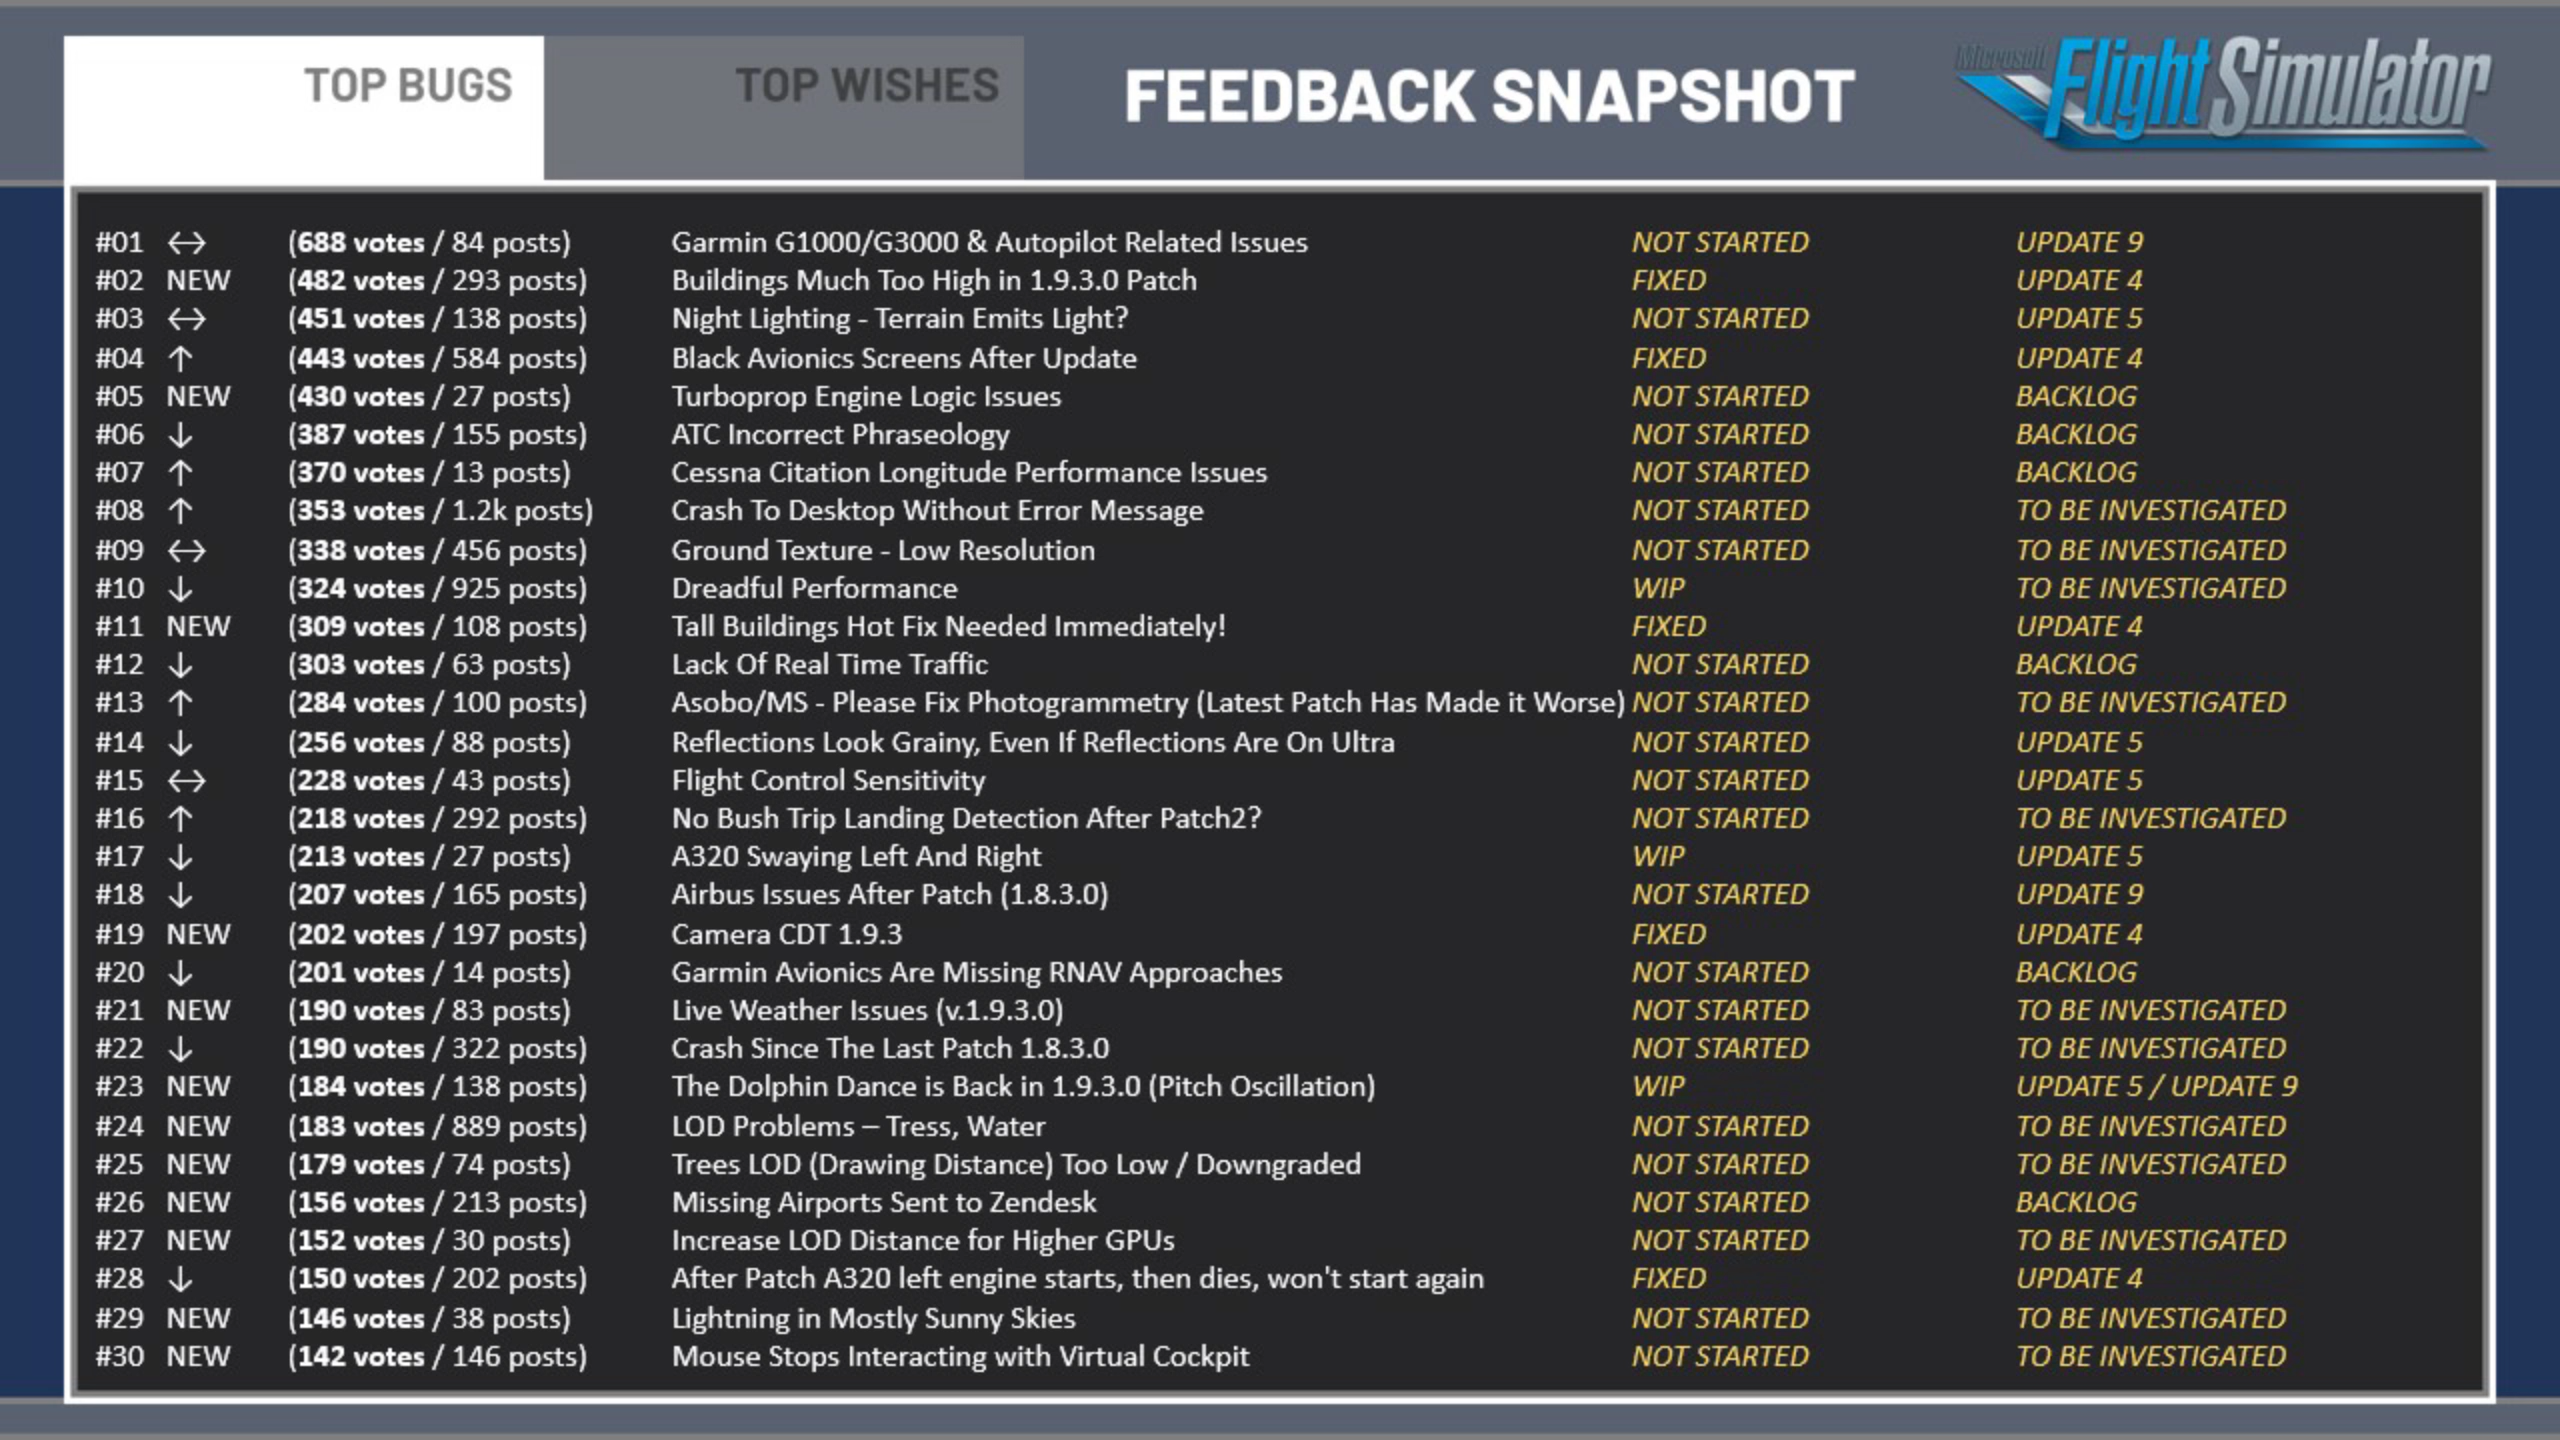 TOP BUGS TOP WISHES FEEDBACK SNAPSHOT Microsoft Flight Simulator
#01 ↔ (688 votes / 84 posts) Garmin G1000/G3000 & Autopilot Related Issues NOT STARTED UPDATE 9
#02 NEW (482 votes / 293 posts) Buildings Much Too High in 1.9.3.0 Patch FIXED UPDATE 4
#03 ↔ (451 votes / 138 posts) Night Lighting - Terrain Emits Light? NOT STARTED UPDATE 5
#04 ↑ (443 votes / 584 posts) Black Avionics Screens After Update FIXED UPDATE 4
#05 NEW (430 votes / 27 posts) Turboprop Engine Logic Issues NOT STARTED BACKLOG
#06 ↓ (387 votes / 155 posts) ATC Incorrect Phraseology NOT STARTED BACKLOG
#07 ↑ (370 votes / 13 posts) Cessna Citation Longitude Performance Issues NOT STARTED BACKLOG
#08 ↑ (353 votes / 1.2k posts) Crash To Desktop Without Error Message NOT STARTED TO BE INVESTIGATED
#09 ↔ (338 votes / 456 posts) Ground Texture - Low Resolution NOT STARTED TO BE INVESTIGATED
#10 ↓ (324 votes / 925 posts) Dreadful Performance WIP TO BE INVESTIGATED
#11 NEW (309 votes / 108 posts) Tall Buildings Hot Fix Needed Immediately! FIXED UPDATE 4
#12 ↓ (303 votes / 63 posts) Lack Of Real Time Traffic NOT STARTED BACKLOG
#13 ↑ (284 votes / 100 posts) Asobo/MS - Please Fix Photogrammetry (Latest Patch Has Made it Worse) NOT STARTED TO BE INVESTIGATED
#14 ↓ (256 votes / 88 posts) Reflections Look Grainy, Even If Reflections Are On Ultra NOT STARTED UPDATE 5
#15 ↔ (228 votes / 43 posts) Flight Control Sensitivity NOT STARTED UPDATE 5
#16 ↑ (218 votes / 292 posts) No Bush Trip Landing Detection After Patch2? NOT STARTED TO BE INVESTIGATED
#17 ↓ (213 votes / 27 posts) A320 Swaying Left And Right WIP UPDATE 5
#18 ↓ (207 votes / 165 posts) Airbus Issues After Patch (1.8.3.0) NOT STARTED UPDATE 9
#19 NEW (202 votes / 197 posts) Camera CDT 1.9.3 FIXED UPDATE 4
#20 ↓ (201 votes / 14 posts) Garmin Avionics Are Missing RNAV Approaches NOT STARTED BACKLOG
#21 NEW (190 votes / 83 posts) Live Weather Issues (v.1.9.3.0) NOT STARTED TO BE INVESTIGATED
#22 ↓ (190 votes / 322 posts) Crash Since The Last Patch 1.8.3.0 NOT STARTED TO BE INVESTIGATED
#23 NEW (184 votes / 138 posts) The Dolphin Dance is Back in 1.9.3.0 (Pitch Oscillation) WIP UPDATE 5 / UPDATE 9
#24 NEW (183 votes / 889 posts) LOD Problems – Tress, Water NOT STARTED TO BE INVESTIGATED
#25 NEW (179 votes / 74 posts) Trees LOD (Drawing Distance) Too Low / Downgraded NOT STARTED TO BE INVESTIGATED
#26 NEW (156 votes / 213 posts) Missing Airports Sent to Zendesk NOT STARTED BACKLOG
#27 NEW (152 votes / 30 posts) Increase LOD Distance for Higher GPUs NOT STARTED TO BE INVESTIGATED
#28 ↓ (150 votes / 202 posts) After Patch A320 left engine starts, then dies, won't start again FIXED UPDATE 4
#29 NEW (146 votes / 38 posts) Lightning in Mostly Sunny Skies NOT STARTED TO BE INVESTIGATED
#30 NEW (142 votes / 146 posts) Mouse Stops Interacting with Virtual Cockpit NOT STARTED TO BE INVESTIGATED